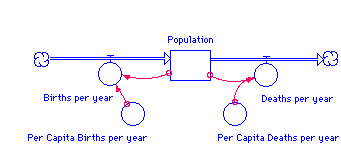 Population
Births per year
Deaths per year
Per Capita Births per year
Per Capita Deaths per year